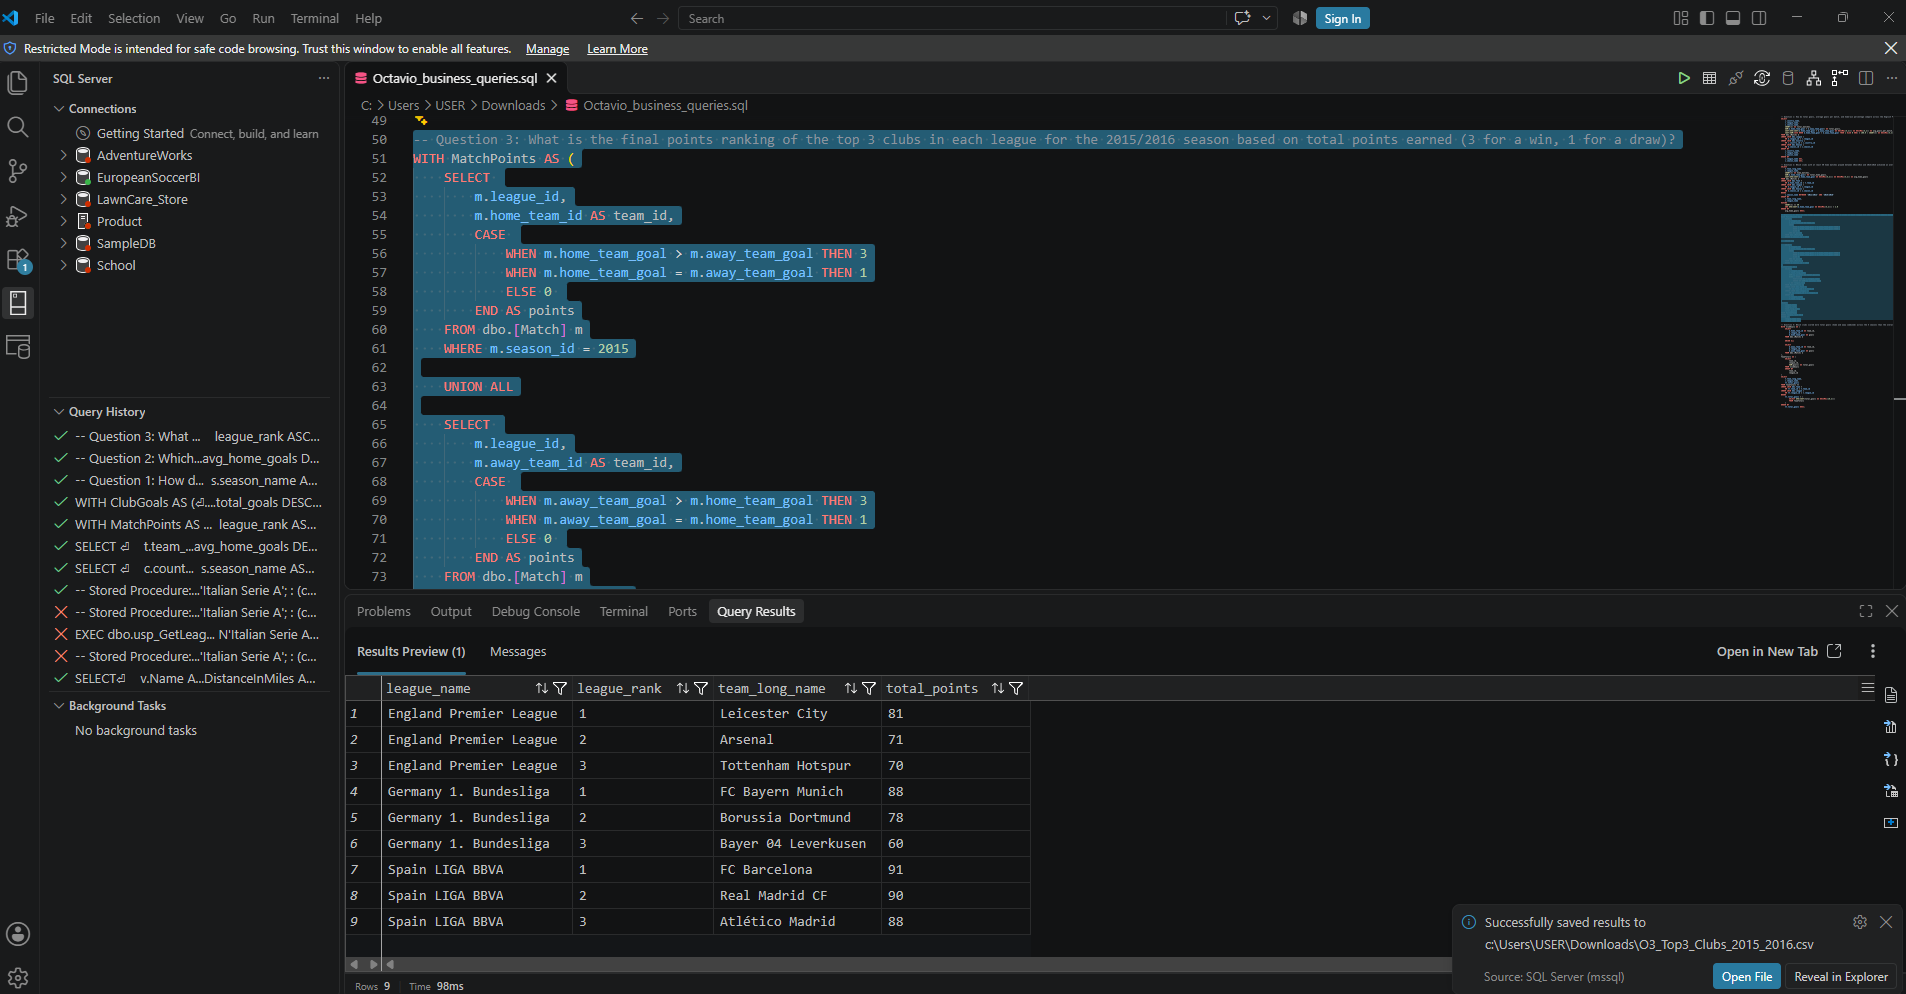 File Edit Selection View Go Run Terminal Help
Search
Sign In
Restricted Mode is intended for safe code browsing. Trust this window to enable all features. Manage Learn More
SQL Server
Connections
Getting Started Connect, build, and learn
AdventureWorks
EuropeanSoccerBI
LawnCare_Store
Product
SampleDB
School
1
Query History
-- Question 3: What ... league_rank ASC...
-- Question 2: Which...avg_home_goals D...
-- Question 1: How d... s.season_name A...
WITH ClubGoals AS (⏎....total_goals DESC...
WITH MatchPoints AS ... league_rank AS...
SELECT ⏎ t.team_...avg_home_goals DE...
SELECT ⏎ c.count... s.season_name AS...
-- Stored Procedure:...'Italian Serie A'; : (c...
-- Stored Procedure:...'Italian Serie A'; : (c...
EXEC dbo.usp_GetLeag... N'Italian Serie A...
-- Stored Procedure:...'Italian Serie A'; : (c...
SELECT⏎ v.Name A...DistanceInMiles A...
Background Tasks
No background tasks
Octavio_business_queries.sql
C: > Users > USER > Downloads > Octavio_business_queries.sql
49
50 -- Question 3: What is the final points ranking of the top 3 clubs in each league for the 2015/2016 season based on total points earned (3 for a win, 1 for a draw)?
51 WITH MatchPoints AS (
52 SELECT
53 m.league_id,
54 m.home_team_id AS team_id,
55 CASE
56 WHEN m.home_team_goal > m.away_team_goal THEN 3
57 WHEN m.home_team_goal = m.away_team_goal THEN 1
58 ELSE 0
59 END AS points
60 FROM dbo.[Match] m
61 WHERE m.season_id = 2015
62
63 UNION ALL
64
65 SELECT
66 m.league_id,
67 m.away_team_id AS team_id,
68 CASE
69 WHEN m.away_team_goal > m.home_team_goal THEN 3
70 WHEN m.away_team_goal = m.home_team_goal THEN 1
71 ELSE 0
72 END AS points
73 FROM dbo.[Match] m
Problems Output Debug Console Terminal Ports Query Results
Results Preview (1) Messages
Open in New Tab
league_name league_rank team_long_name total_points
1 England Premier League 1 Leicester City 81
2 England Premier League 2 Arsenal 71
3 England Premier League 3 Tottenham Hotspur 70
4 Germany 1. Bundesliga 1 FC Bayern Munich 88
5 Germany 1. Bundesliga 2 Borussia Dortmund 78
6 Germany 1. Bundesliga 3 Bayer 04 Leverkusen 60
7 Spain LIGA BBVA 1 FC Barcelona 91
8 Spain LIGA BBVA 2 Real Madrid CF 90
9 Spain LIGA BBVA 3 Atlético Madrid 88
Rows 9 Time 98ms
Successfully saved results to
c:\Users\USER\Downloads\O3_Top3_Clubs_2015_2016.csv
Source: SQL Server (mssql)
Open File Reveal in Explorer